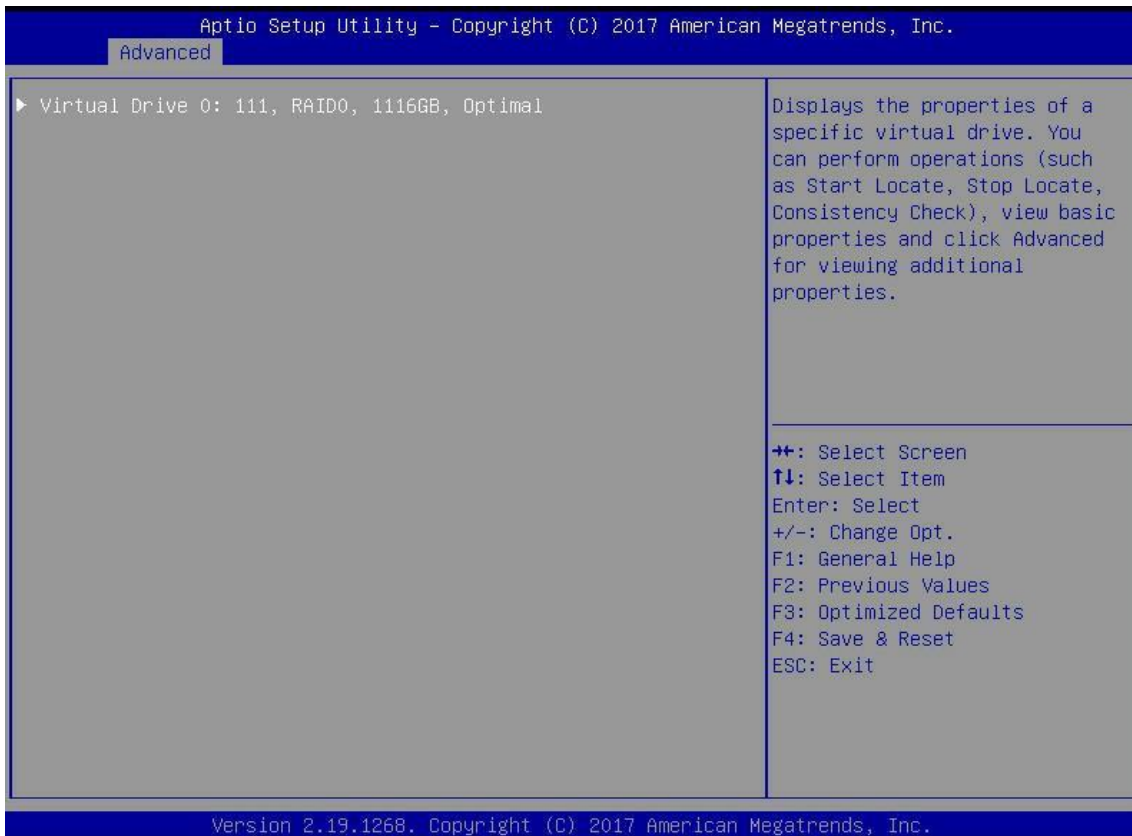 Aptio Setup Utility – Copyright (C) 2017 American Megatrends, Inc.
Advanced
▶ Virtual Drive 0: 111, RAID0, 1116GB, Optimal
Displays the properties of a
specific virtual drive. You
can perform operations (such
as Start Locate, Stop Locate,
Consistency Check), view basic
properties and click Advanced
for viewing additional
properties.
→←: Select Screen
↑↓: Select Item
Enter: Select
+/-: Change Opt.
F1: General Help
F2: Previous Values
F3: Optimized Defaults
F4: Save & Reset
ESC: Exit
Version 2.19.1268. Copyright (C) 2017 American Megatrends, Inc.